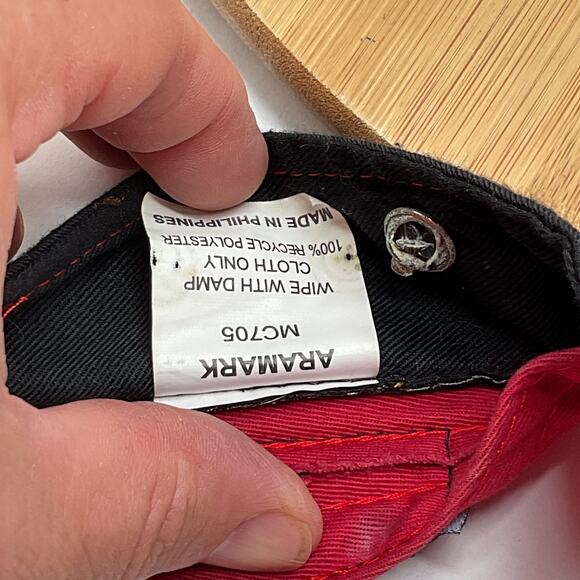 ARAMARK
MC705
WIPE WITH DAMP
CLOTH ONLY
100% RECYCLE POLYESTER
MADE IN PHILIPPINES